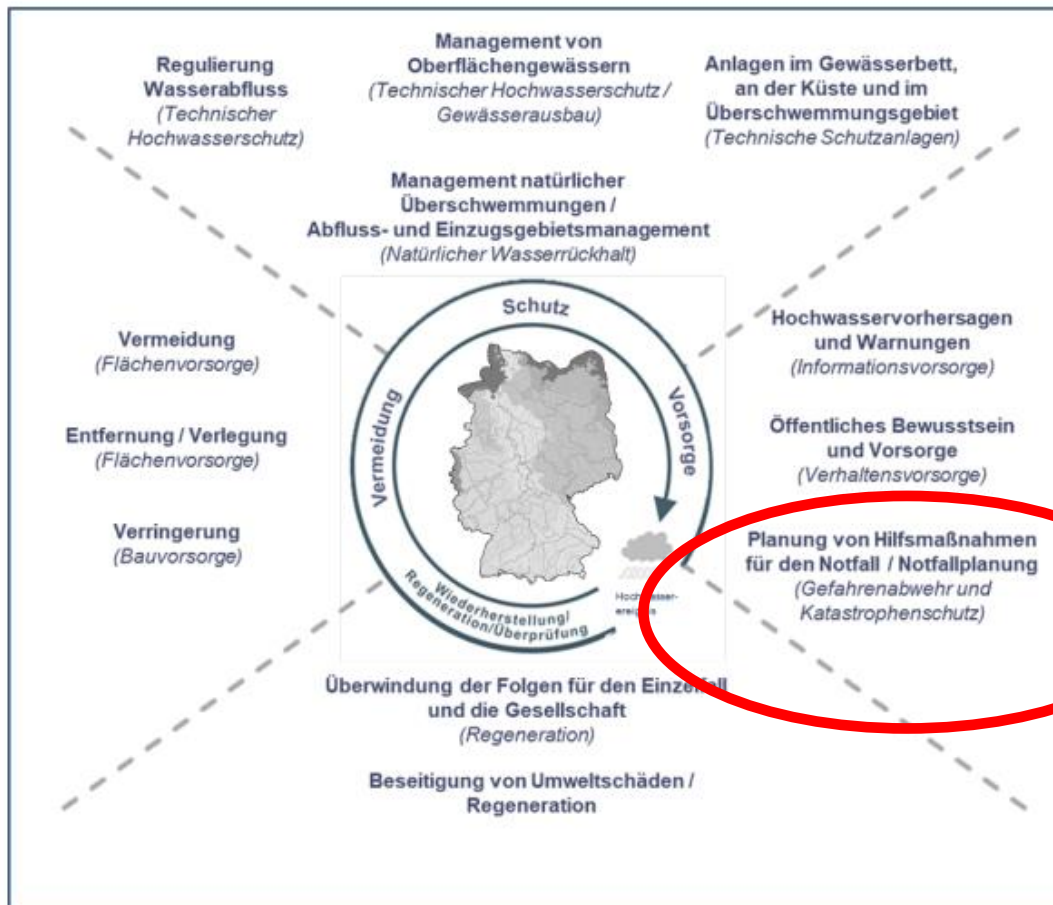 Regulierung
Wasserabfluss
(Technischer
Hochwasserschutz)
Management von
Oberflächengewässern
(Technischer Hochwasserschutz /
Gewässerausbau)
Anlagen im Gewässerbett,
an der Küste und im
Überschwemmungsgebiet
(Technische Schutzanlagen)
Management natürlicher
Überschwemmungen /
Abfluss- und Einzugsgebietsmanagement
(Natürlicher Wasserrückhalt)
Vermeidung
(Flächenvorsorge)
Entfernung / Verlegung
(Flächenvorsorge)
Verringerung
(Bauvorsorge)
Schutz
Vermeidung
Vorsorge
Wiederherstellung/
Regeneration/Überprüfung
Hochwasser-
ereignis
Hochwasservorhersagen
und Warnungen
(Informationsvorsorge)
Öffentliches Bewusstsein
und Vorsorge
(Verhaltensvorsorge)
Planung von Hilfsmaßnahmen
für den Notfall / Notfallplanung
(Gefahrenabwehr und
Katastrophenschutz)
Überwindung der Folgen für den Einzelfall
und die Gesellschaft
(Regeneration)
Beseitigung von Umweltschäden /
Regeneration